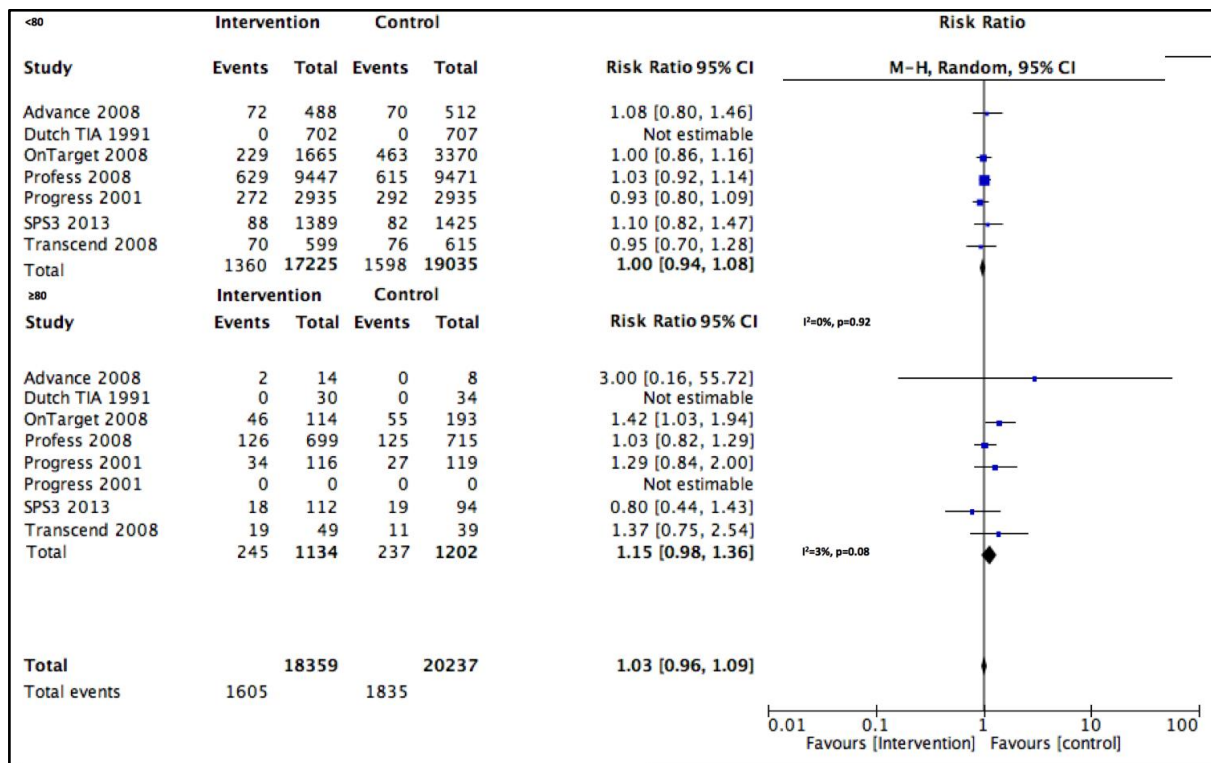 <80 Intervention Control Risk Ratio
Study Events Total Events Total Risk Ratio 95% CI M-H, Random, 95% CI
Advance 2008 72 488 70 512 1.08 [0.80, 1.46]
Dutch TIA 1991 0 702 0 707 Not estimable
OnTarget 2008 229 1665 463 3370 1.00 [0.86, 1.16]
Profess 2008 629 9447 615 9471 1.03 [0.92, 1.14]
Progress 2001 272 2935 292 2935 0.93 [0.80, 1.09]
SPS3 2013 88 1389 82 1425 1.10 [0.82, 1.47]
Transcend 2008 70 599 76 615 0.95 [0.70, 1.28]
Total 1360 17225 1598 19035 1.00 [0.94, 1.08]
≥80 Intervention Control
Study Events Total Events Total Risk Ratio 95% CI I²=0%, p=0.92
Advance 2008 2 14 0 8 3.00 [0.16, 55.72]
Dutch TIA 1991 0 30 0 34 Not estimable
OnTarget 2008 46 114 55 193 1.42 [1.03, 1.94]
Profess 2008 126 699 125 715 1.03 [0.82, 1.29]
Progress 2001 34 116 27 119 1.29 [0.84, 2.00]
Progress 2001 0 0 0 0 Not estimable
SPS3 2013 18 112 19 94 0.80 [0.44, 1.43]
Transcend 2008 19 49 11 39 1.37 [0.75, 2.54]
Total 245 1134 237 1202 1.15 [0.98, 1.36] I²=3%, p=0.08
Total 18359 20237 1.03 [0.96, 1.09]
Total events 1605 1835
0.01 0.1 1 10 100
Favours [Intervention] Favours [control]